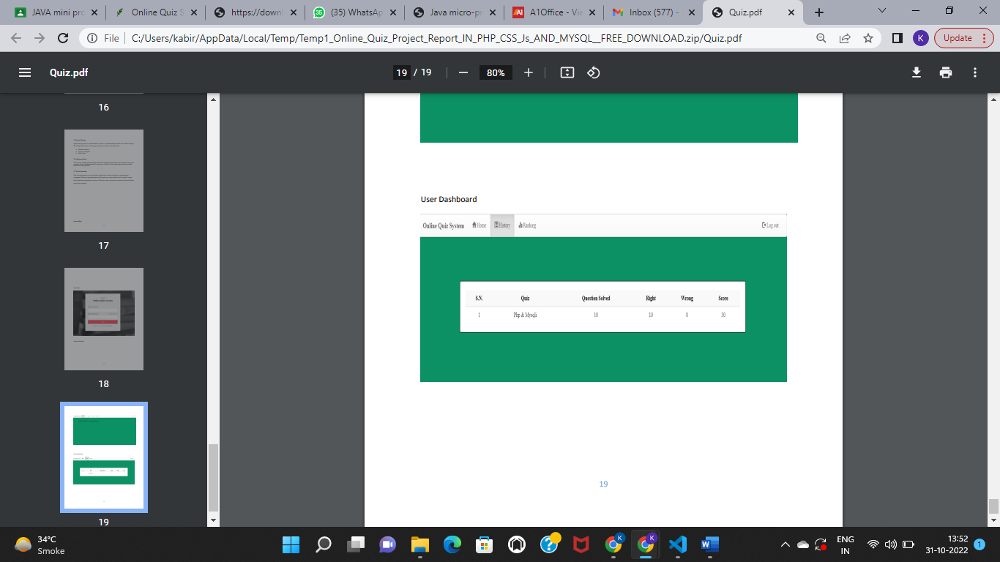 JAVA mini pro
Online Quiz S
https://downl
(35) WhatsAp
Java micro-pr
A1Office - Vie
Inbox (577) -
Quiz.pdf
File
C:/Users/kabir/AppData/Local/Temp/Temp1_Online_Quiz_Project_Report_IN_PHP_CSS_Js_AND_MYSQL__FREE_DOWNLOAD.zip/Quiz.pdf
K
Update
Quiz.pdf
19 / 19
80%
16
17
18
19
User Dashboard
Online Quiz System Home History Ranking Log out
S.N. Quiz Question Solved Right Wrong Score
1 Php & Mysqli 10 10 0 30
19
34°C
Smoke
ENG
IN
13:52
31-10-2022
1